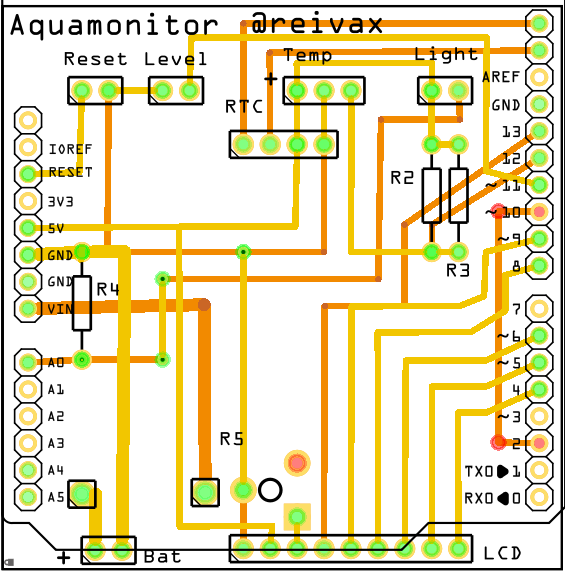 Aquamonitor @reivax
Reset Level Temp Light
+
RTC
AREF
GND
IOREF
RESET
3V3
5V
GND
GND
VIN
A0
A1
A2
A3
A4
A5
13
12
~11
~10
~9
8
7
~6
~5
4
~3
2
TXO▶1
RXO◀0
R2
R3
R4
R5
+ Bat
LCD